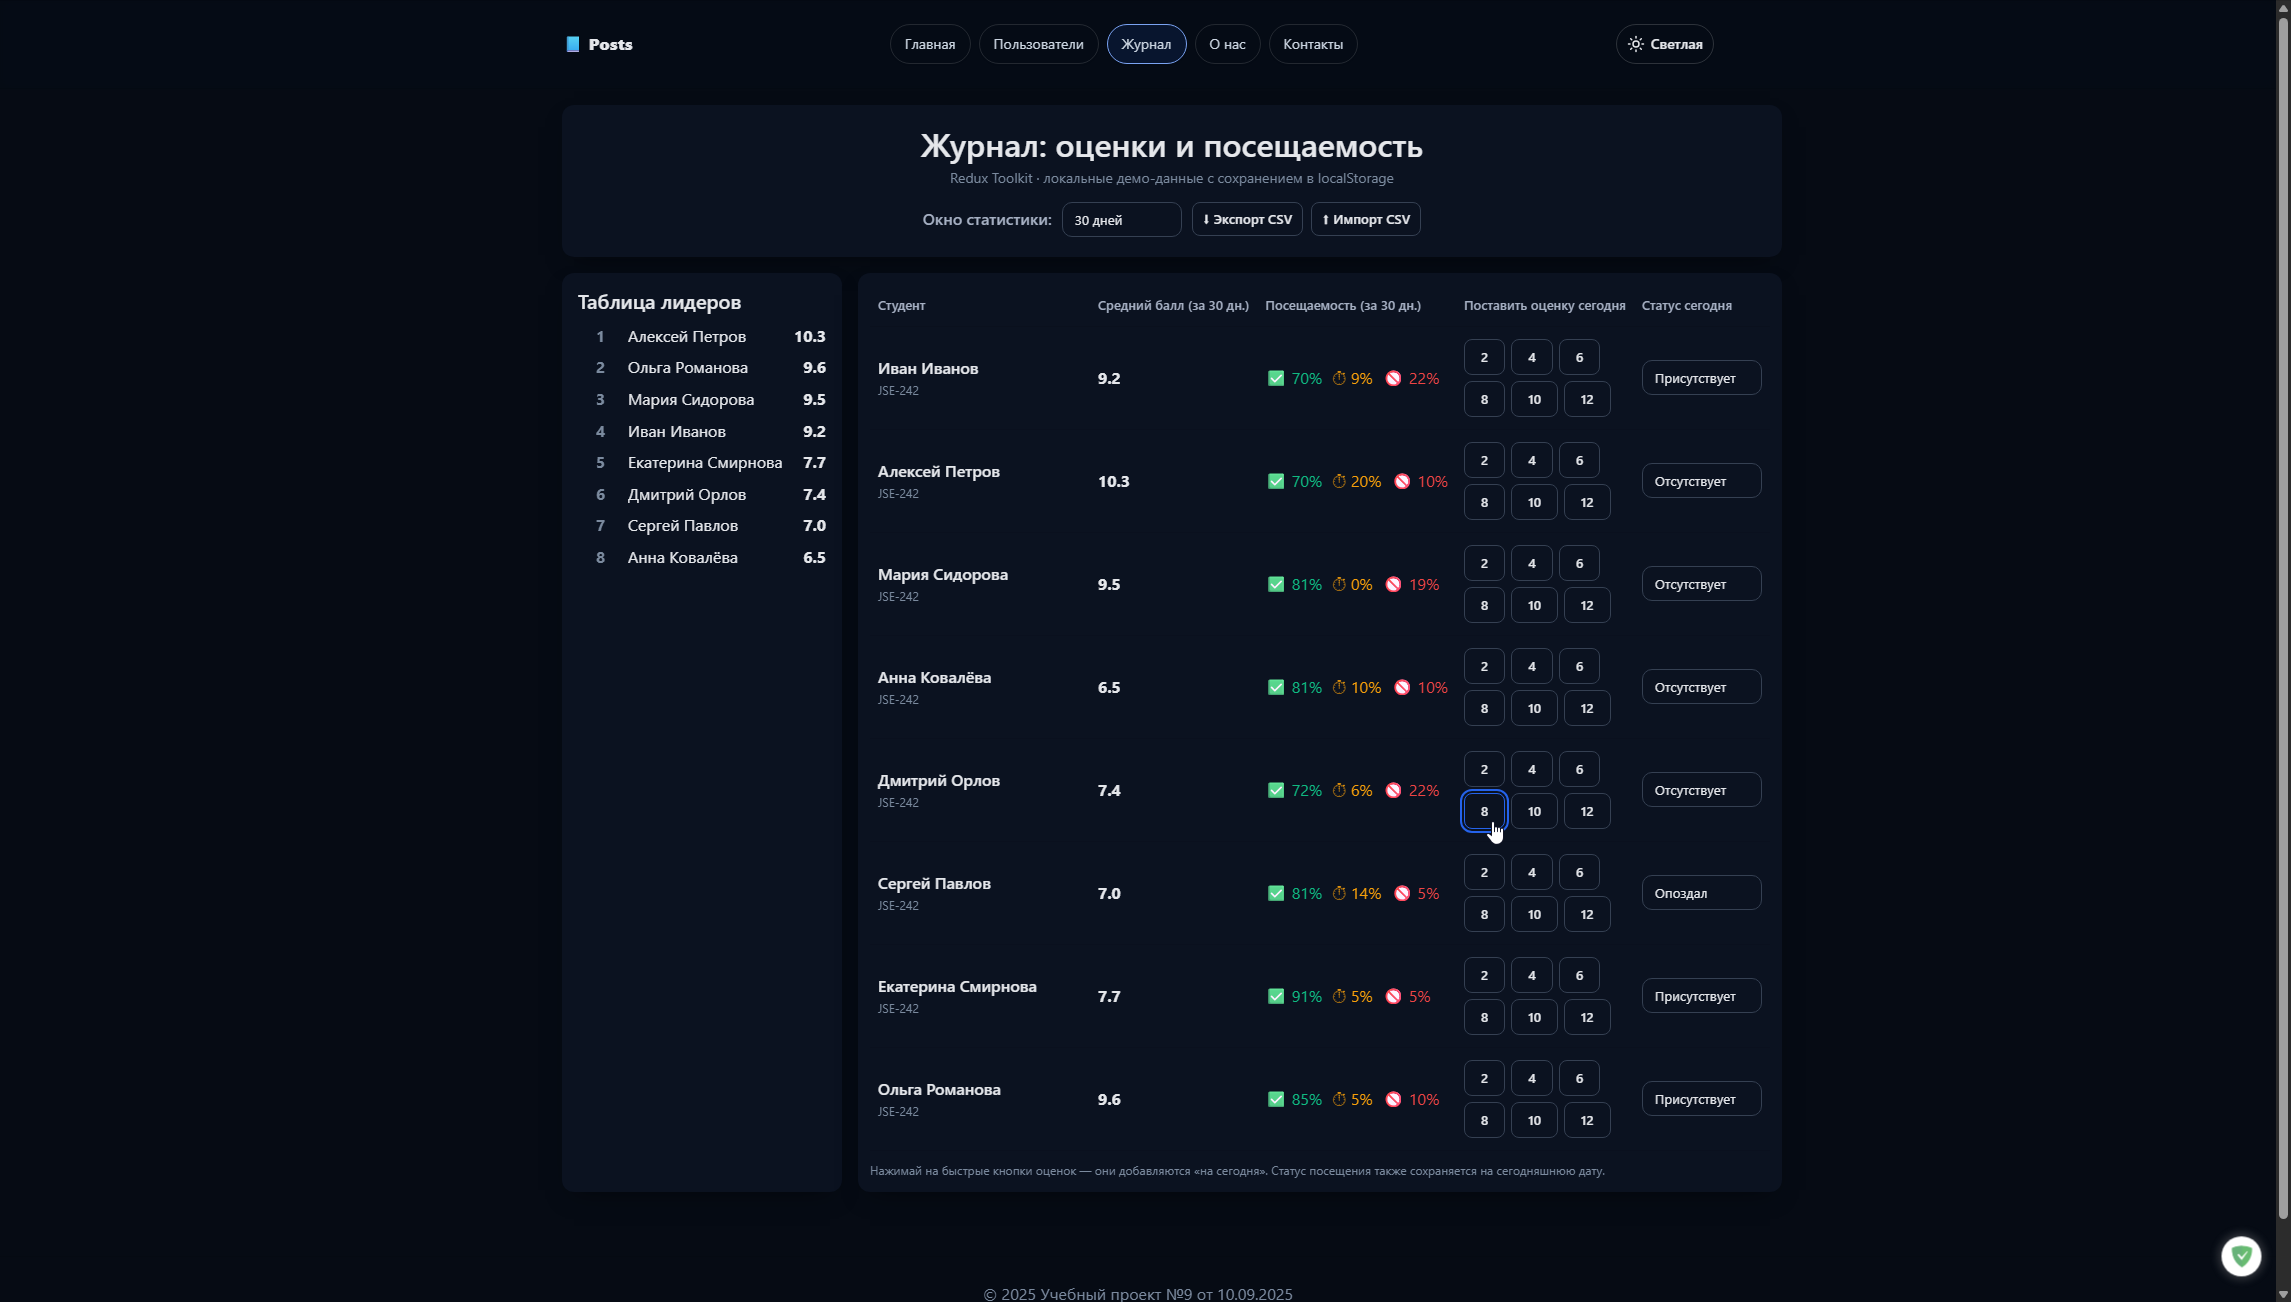 Posts
Главная
Пользователи
Журнал
О нас
Контакты
Светлая
Журнал: оценки и посещаемость
Redux Toolkit · локальные демо-данные с сохранением в localStorage
Окно статистики:
30 дней
⬇ Экспорт CSV
⬆ Импорт CSV
Таблица лидеров
1 Алексей Петров 10.3
2 Ольга Романова 9.6
3 Мария Сидорова 9.5
4 Иван Иванов 9.2
5 Екатерина Смирнова 7.7
6 Дмитрий Орлов 7.4
7 Сергей Павлов 7.0
8 Анна Ковалёва 6.5
Студент Средний балл (за 30 дн.) Посещаемость (за 30 дн.) Поставить оценку сегодня Статус сегодня
Иван Иванов
JSE-242
9.2
✅ 70% ⏱ 9% 🚫 22%
2 4 6
8 10 12
Присутствует
Алексей Петров
JSE-242
10.3
✅ 70% ⏱ 20% 🚫 10%
2 4 6
8 10 12
Отсутствует
Мария Сидорова
JSE-242
9.5
✅ 81% ⏱ 0% 🚫 19%
2 4 6
8 10 12
Отсутствует
Анна Ковалёва
JSE-242
6.5
✅ 81% ⏱ 10% 🚫 10%
2 4 6
8 10 12
Отсутствует
Дмитрий Орлов
JSE-242
7.4
✅ 72% ⏱ 6% 🚫 22%
2 4 6
8 10 12
Отсутствует
Сергей Павлов
JSE-242
7.0
✅ 81% ⏱ 14% 🚫 5%
2 4 6
8 10 12
Опоздал
Екатерина Смирнова
JSE-242
7.7
✅ 91% ⏱ 5% 🚫 5%
2 4 6
8 10 12
Присутствует
Ольга Романова
JSE-242
9.6
✅ 85% ⏱ 5% 🚫 10%
2 4 6
8 10 12
Присутствует
Нажимай на быстрые кнопки оценок — они добавляются «на сегодня». Статус посещения также сохраняется на сегодняшнюю дату.
© 2025 Учебный проект №9 от 10.09.2025